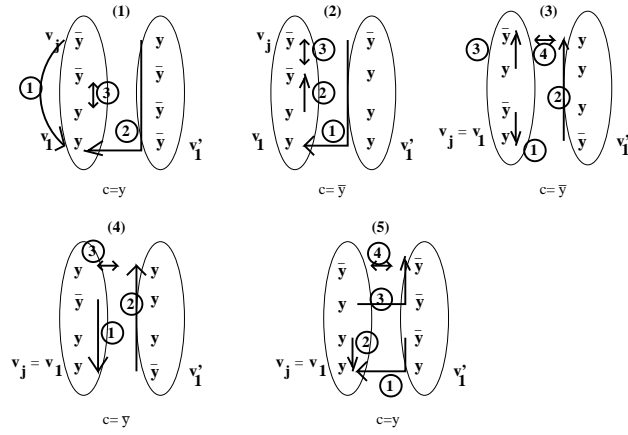 (1)
v_j ȳ y
ȳ ȳ
1 3
y ȳ
2
v_1 y ȳ v_1'
c=y
(2)
v_j ȳ ȳ
3
ȳ y
2
y y
1
v_1 y y v_1'
c=ȳ
(3)
3 ȳ ȳ
4
y y
2
ȳ y
v_j = v_1 y y v_1'
1
c=ȳ
(4)
3
y y
ȳ 2 y
1
y y
v_j = v_1 y ȳ v_1'
c=ȳ
(5)
4
ȳ ȳ
3
y y
y 2 ȳ
v_j = v_1 y ȳ v_1'
1
c=y